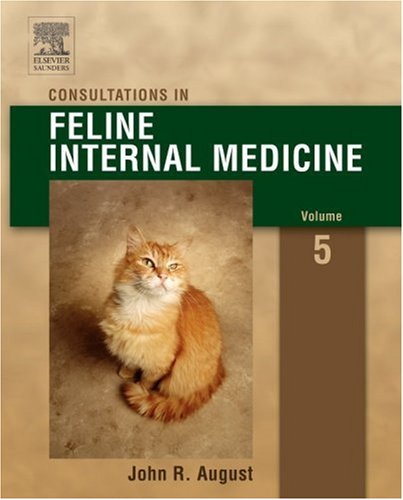 ELSEVIER
SAUNDERS
CONSULTATIONS IN
FELINE
INTERNAL MEDICINE
Volume
5
John R. August